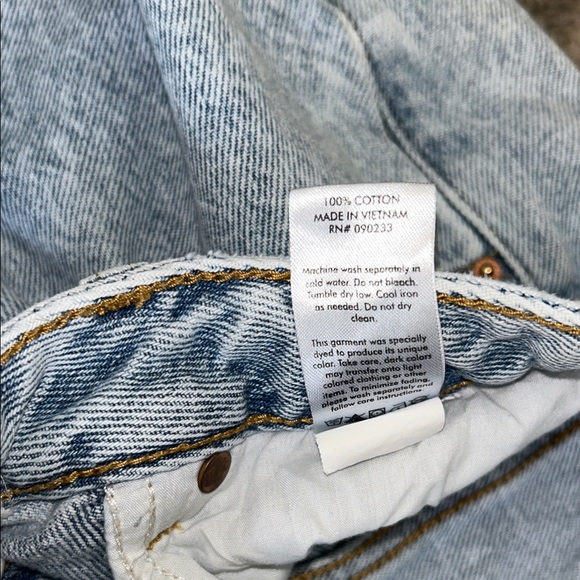 100% COTTON
MADE IN VIETNAM
RN# 090233
Machine wash separately in
cold water. Do not bleach.
Tumble dry low. Cool iron
as needed. Do not dry
clean.
This garment was specially
dyed to produce its unique
color. Take care, dark colors
may transfer onto light
colored clothing or other
items. To minimize fading,
please wash separately and
follow care instructions.